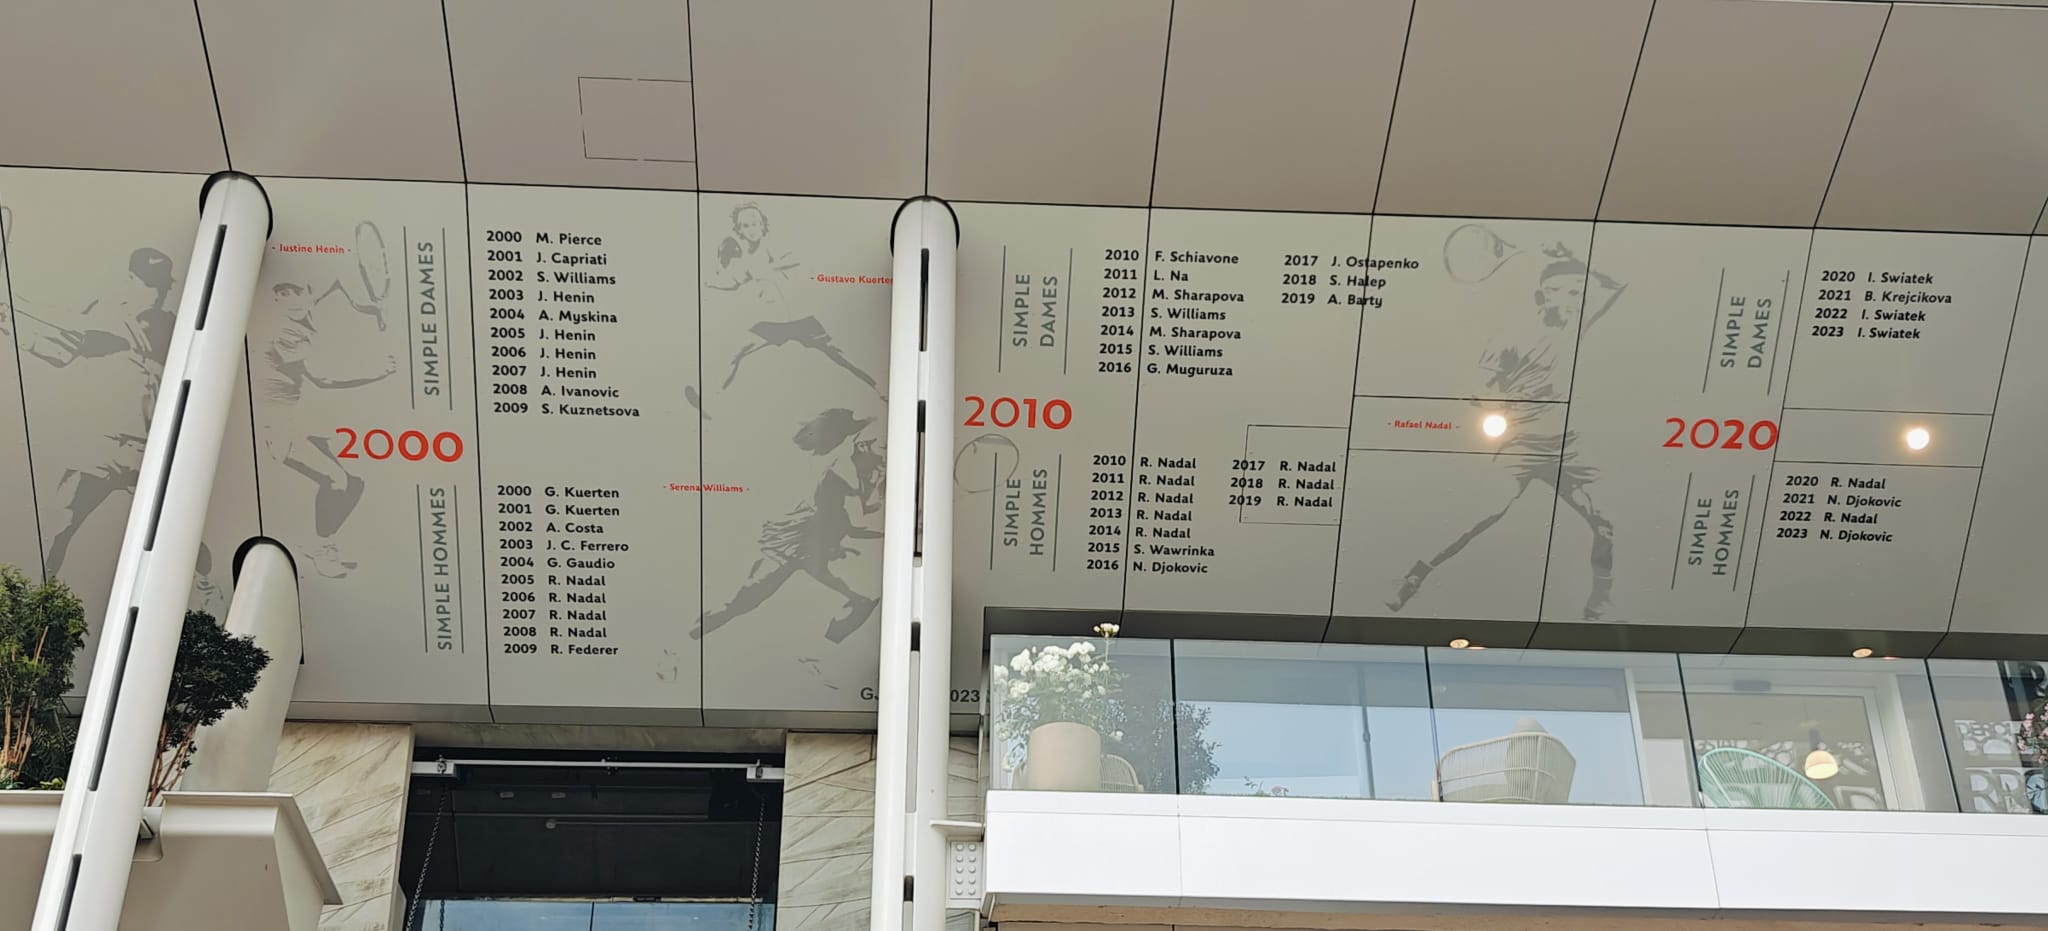 - Justine Henin -
SIMPLE DAMES
2000 M. Pierce
2001 J. Capriati
2002 S. Williams
2003 J. Henin
2004 A. Myskina
2005 J. Henin
2006 J. Henin
2007 J. Henin
2008 A. Ivanovic
2009 S. Kuznetsova
2000
SIMPLE HOMMES
2000 G. Kuerten
2001 G. Kuerten
2002 A. Costa
2003 J. C. Ferrero
2004 G. Gaudio
2005 R. Nadal
2006 R. Nadal
2007 R. Nadal
2008 R. Nadal
2009 R. Federer
- Gustavo Kuerten
- Serena Williams -
SIMPLE
DAMES
2010 F. Schiavone
2011 L. Na
2012 M. Sharapova
2013 S. Williams
2014 M. Sharapova
2015 S. Williams
2016 G. Muguruza
2017 J. Ostapenko
2018 S. Halep
2019 A. Barty
2010
SIMPLE
HOMMES
2010 R. Nadal
2011 R. Nadal
2012 R. Nadal
2013 R. Nadal
2014 R. Nadal
2015 S. Wawrinka
2016 N. Djokovic
2017 R. Nadal
2018 R. Nadal
2019 R. Nadal
- Rafael Nadal -
SIMPLE
DAMES
2020 I. Swiatek
2021 B. Krejcikova
2022 I. Swiatek
2023 I. Swiatek
2020
SIMPLE
HOMMES
2020 R. Nadal
2021 N. Djokovic
2022 R. Nadal
2023 N. Djokovic